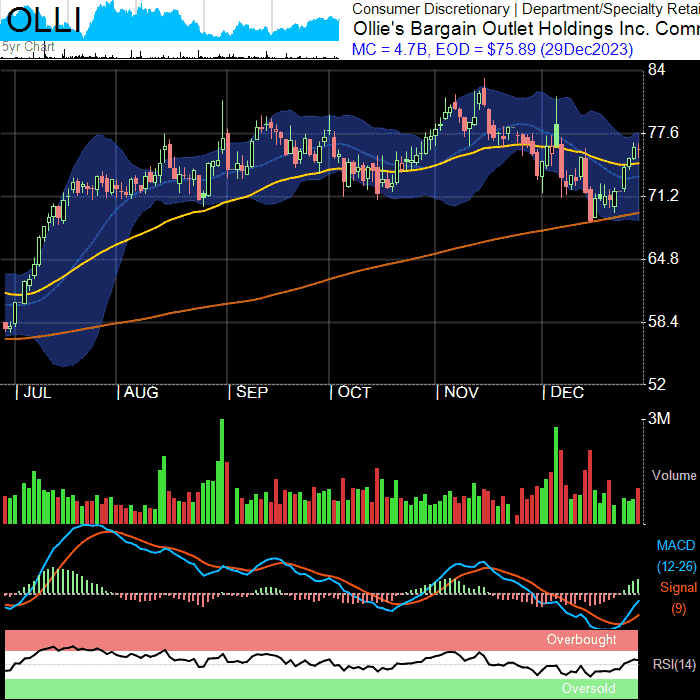 OLLI
5yr Chart
Consumer Discretionary | Department/Specialty Retai
Ollie's Bargain Outlet Holdings Inc. Comm
MC = 4.7B, EOD = $75.89 (29Dec2023)
84
77.6
71.2
64.8
58.4
52
JUL AUG SEP OCT NOV DEC
3M
Volume
MACD
(12-26)
Signal
(9)
Overbought
RSI(14)
Oversold